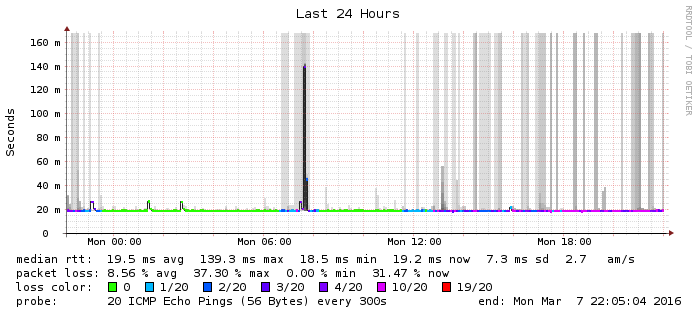 Last 24 Hours
RRDTOOL / TOBI OETIKER
Seconds
160 m
140 m
120 m
100 m
80 m
60 m
40 m
20 m
0
Mon 00:00 Mon 06:00 Mon 12:00 Mon 18:00
median rtt: 19.5 ms avg 139.3 ms max 18.5 ms min 19.2 ms now 7.3 ms sd 2.7 am/s
packet loss: 8.56 % avg 37.30 % max 0.00 % min 31.47 % now
loss color: 0 1/20 2/20 3/20 4/20 10/20 19/20
probe: 20 ICMP Echo Pings (56 Bytes) every 300s end: Mon Mar 7 22:05:04 2016